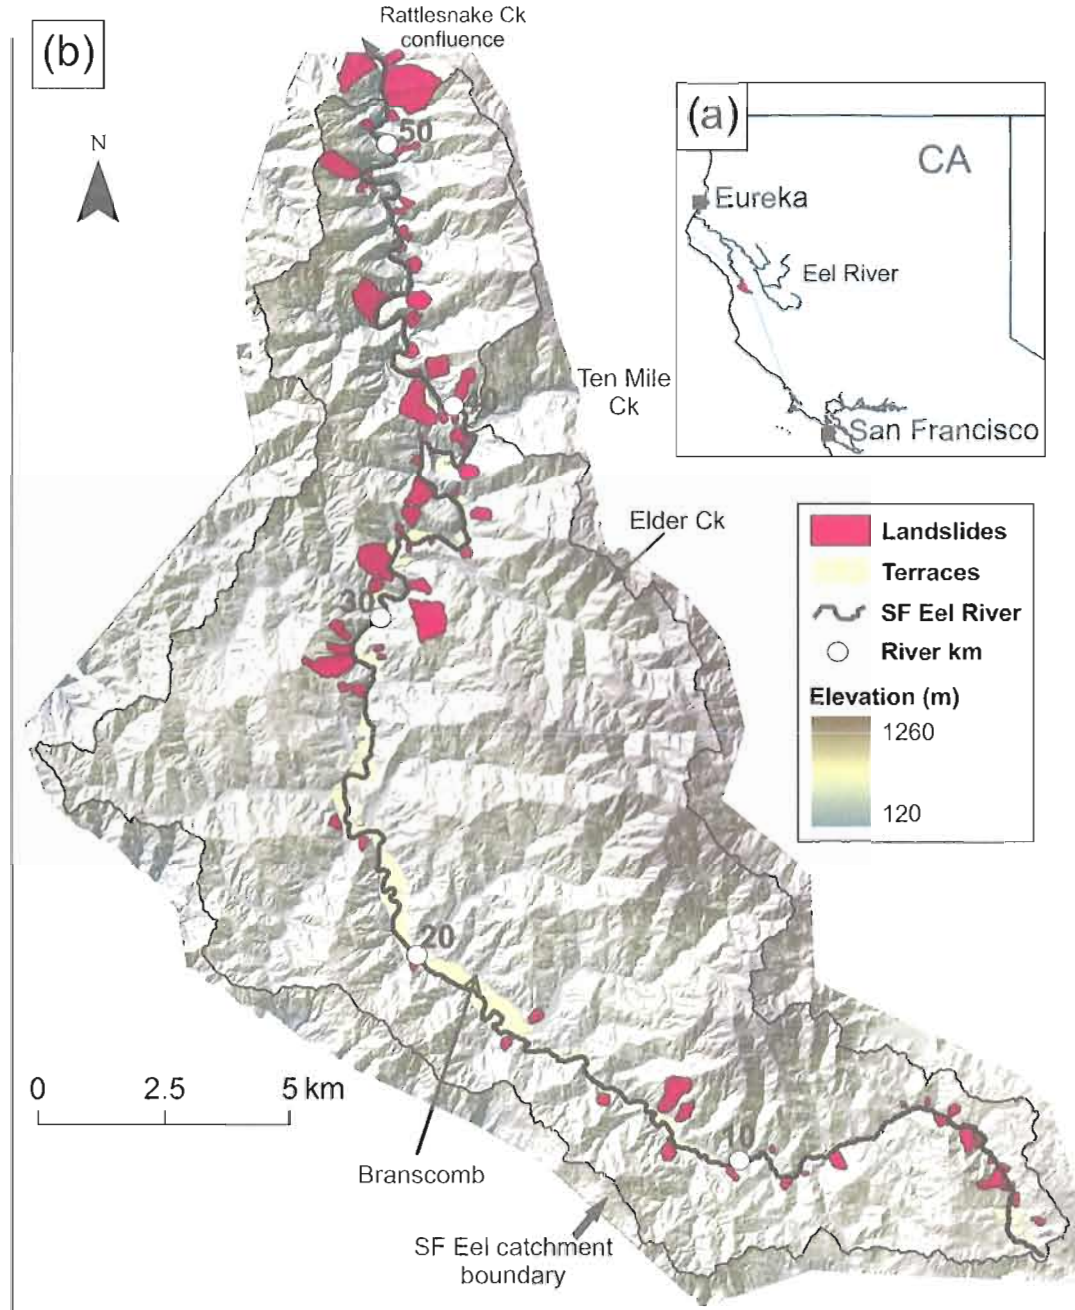 (b)
Rattlesnake Ck
confluence
N
50
(a)
CA
Eureka
Eel River
San Francisco
Ten Mile
Ck
40
Elder Ck
30
Landslides
Terraces
SF Eel River
River km
Elevation (m)
1260
120
20
0 2.5 5 km
10
Branscomb
SF Eel catchment
boundary